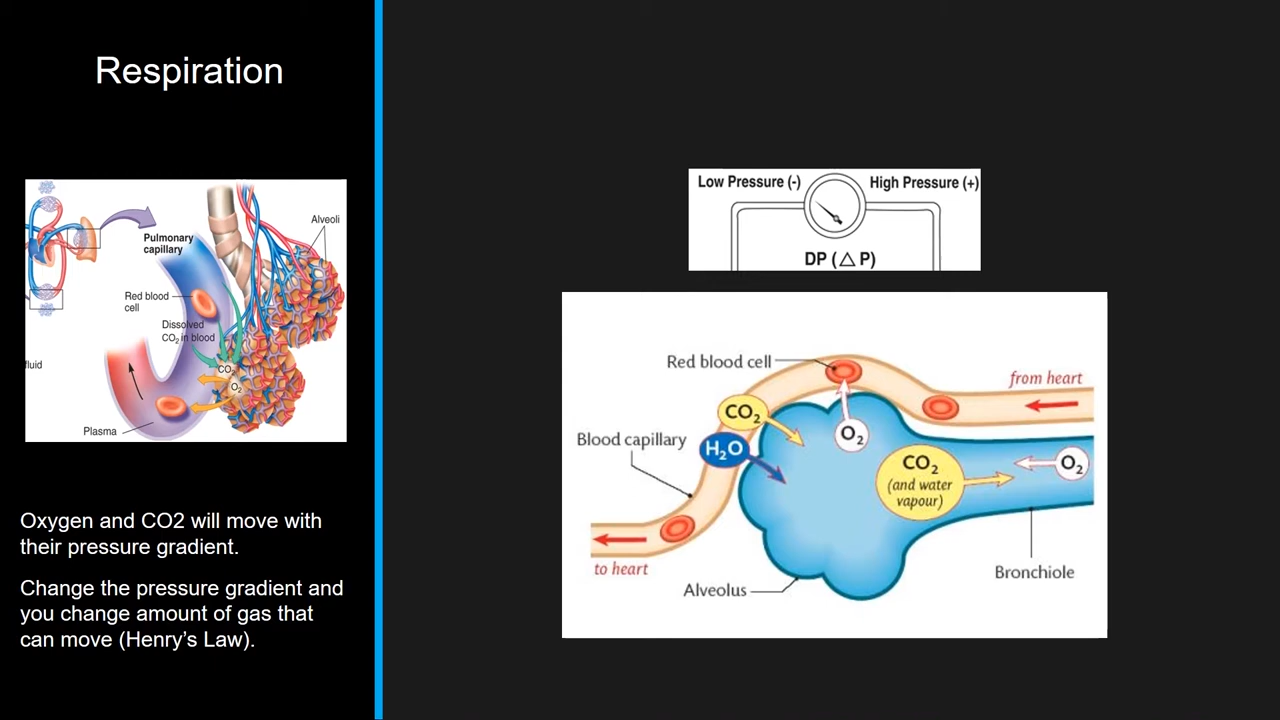 Respiration
Alveoli
Pulmonary
capillary
Red blood
cell
Dissolved
CO₂ in blood
CO₂
O₂
fluid
Plasma
Oxygen and CO2 will move with
their pressure gradient.
Change the pressure gradient and
you change amount of gas that
can move (Henry's Law).
Low Pressure (-)
High Pressure (+)
DP (△ P)
Red blood cell
from heart
CO₂
O₂
Blood capillary
H₂O
CO₂
(and water
vapour)
O₂
to heart
Alveolus
Bronchiole